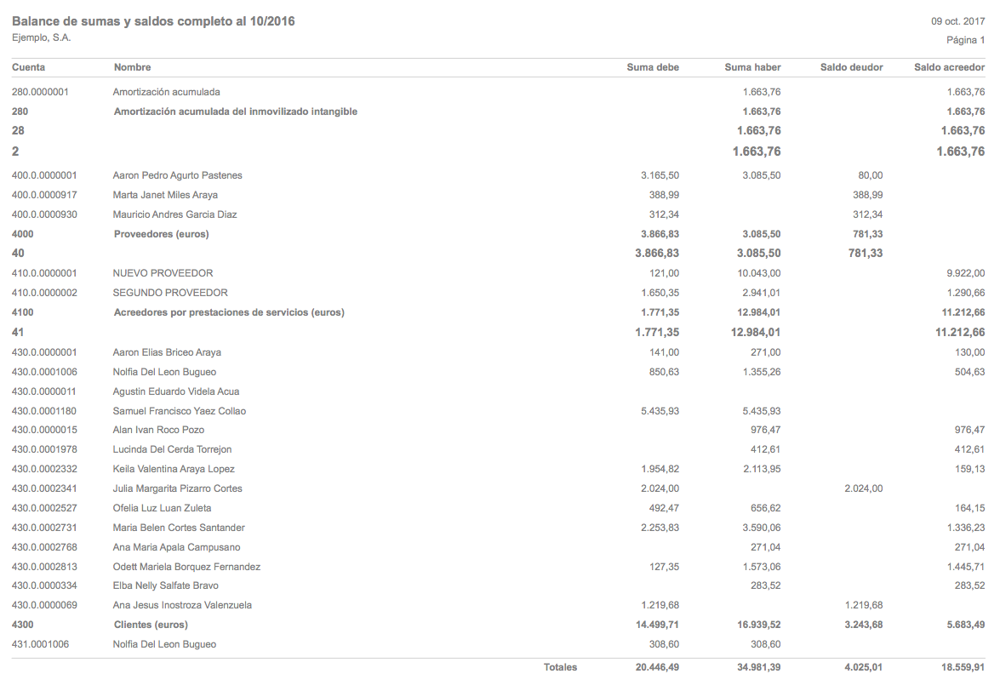 Balance de sumas y saldos completo al 10/2016 09 oct. 2017
Ejemplo, S.A. Página 1
Cuenta Nombre Suma debe Suma haber Saldo deudor Saldo acreedor
280.0000001 Amortización acumulada 1.663,76 1.663,76
280 Amortización acumulada del inmovilizado intangible 1.663,76 1.663,76
28 1.663,76 1.663,76
2 1.663,76 1.663,76
400.0.0000001 Aaron Pedro Agurto Pastenes 3.165,50 3.085,50 80,00
400.0.0000917 Marta Janet Miles Araya 388,99 388,99
400.0.0000930 Mauricio Andres Garcia Diaz 312,34 312,34
4000 Proveedores (euros) 3.866,83 3.085,50 781,33
40 3.866,83 3.085,50 781,33
410.0.0000001 NUEVO PROVEEDOR 121,00 10.043,00 9.922,00
410.0.0000002 SEGUNDO PROVEEDOR 1.650,35 2.941,01 1.290,66
4100 Acreedores por prestaciones de servicios (euros) 1.771,35 12.984,01 11.212,66
41 1.771,35 12.984,01 11.212,66
430.0.0000001 Aaron Elias Briceo Araya 141,00 271,00 130,00
430.0.0001006 Nolfia Del Leon Bugueo 850,63 1.355,26 504,63
430.0.0000011 Agustin Eduardo Videla Acua
430.0.0001180 Samuel Francisco Yaez Collao 5.435,93 5.435,93
430.0.0000015 Alan Ivan Roco Pozo 976,47 976,47
430.0.0001978 Lucinda Del Cerda Torrejon 412,61 412,61
430.0.0002332 Keila Valentina Araya Lopez 1.954,82 2.113,95 159,13
430.0.0002341 Julia Margarita Pizarro Cortes 2.024,00 2.024,00
430.0.0002527 Ofelia Luz Luan Zuleta 492,47 656,62 164,15
430.0.0002731 Maria Belen Cortes Santander 2.253,83 3.590,06 1.336,23
430.0.0002768 Ana Maria Apala Campusano 271,04 271,04
430.0.0002813 Odett Mariela Borquez Fernandez 127,35 1.573,06 1.445,71
430.0.0000334 Elba Nelly Salfate Bravo 283,52 283,52
430.0.0000069 Ana Jesus Inostroza Valenzuela 1.219,68 1.219,68
4300 Clientes (euros) 14.499,71 16.939,52 3.243,68 5.683,49
431.0001006 Nolfia Del Leon Bugueo 308,60 308,60
Totales 20.446,49 34.981,39 4.025,01 18.559,91